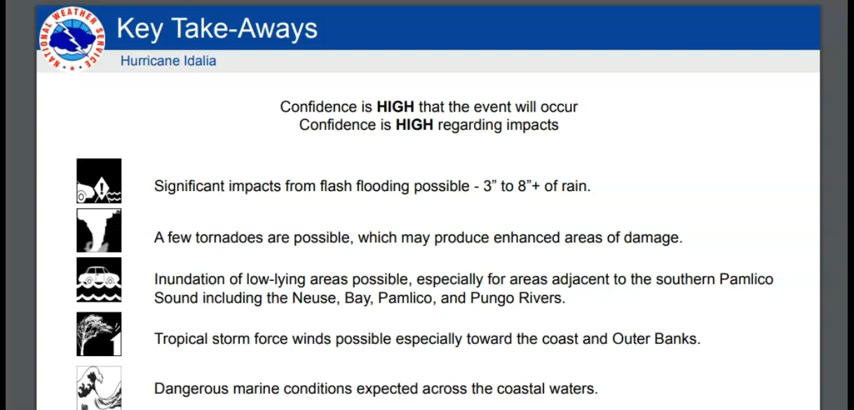 NATIONAL WEATHER SERVICE
Key Take-Aways
Hurricane Idalia
Confidence is HIGH that the event will occur
Confidence is HIGH regarding impacts
Significant impacts from flash flooding possible - 3” to 8”+ of rain.
A few tornadoes are possible, which may produce enhanced areas of damage.
Inundation of low-lying areas possible, especially for areas adjacent to the southern Pamlico
Sound including the Neuse, Bay, Pamlico, and Pungo Rivers.
Tropical storm force winds possible especially toward the coast and Outer Banks.
Dangerous marine conditions expected across the coastal waters.